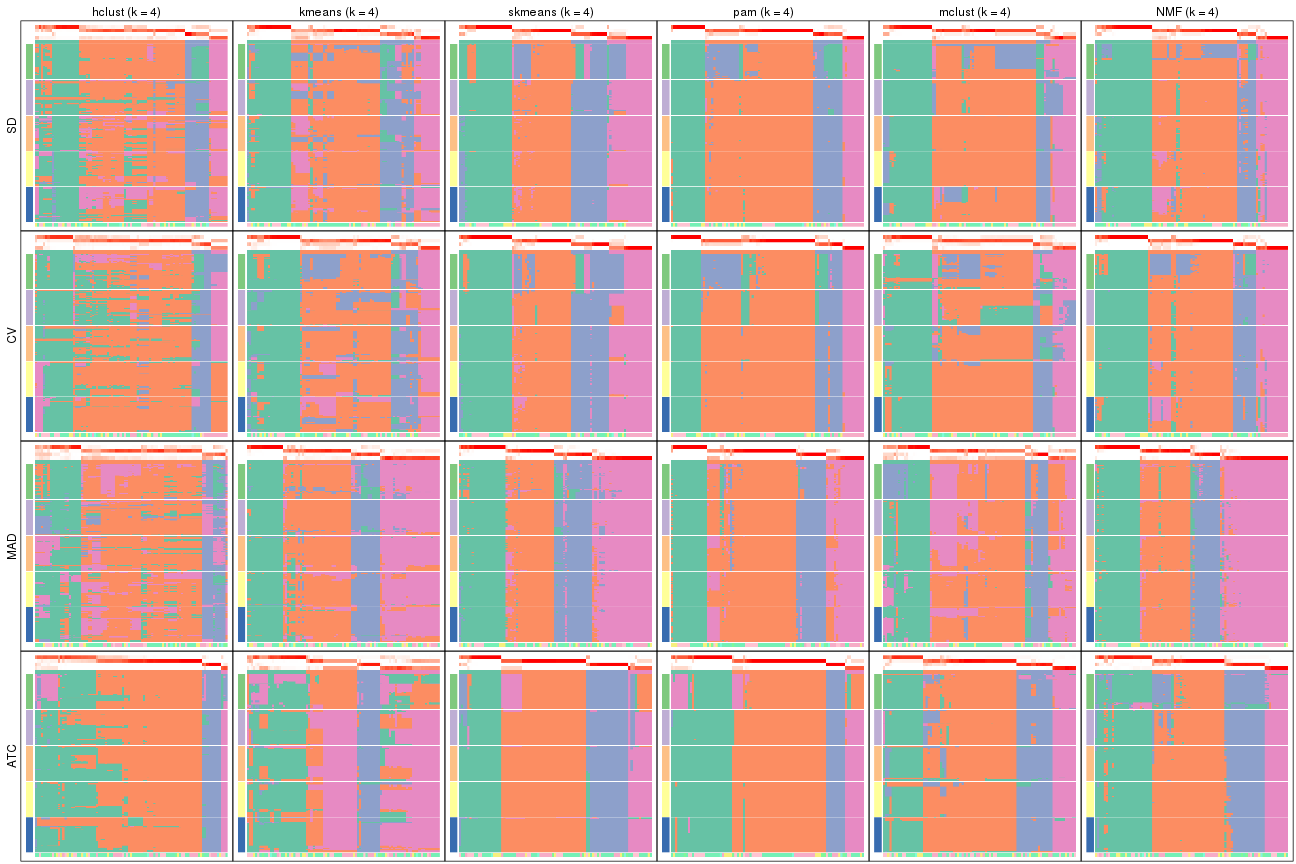 hclust (k = 4)
kmeans (k = 4)
skmeans (k = 4)
pam (k = 4)
mclust (k = 4)
NMF (k = 4)
SD
CV
MAD
ATC